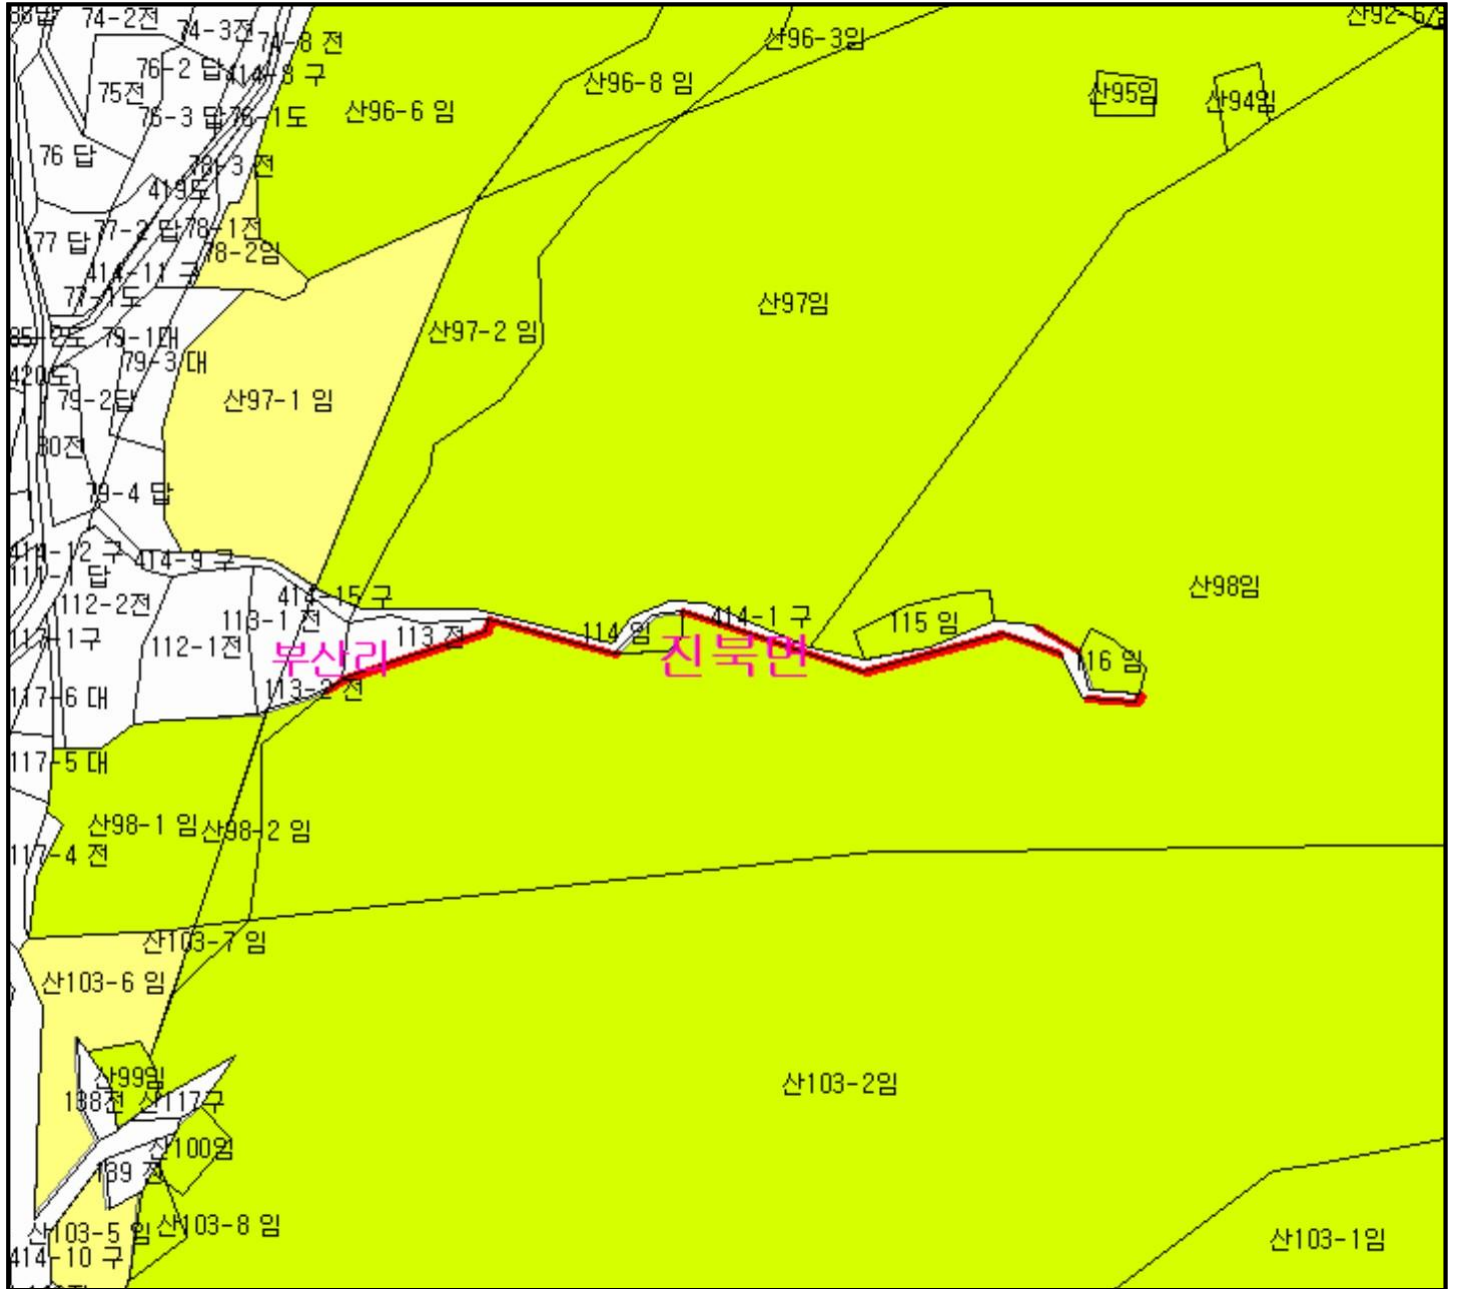 74-2전
74-3전
74-8 전
산96-3임
76-2 답
414-8 구
산96-8 임
75전
산95임
산94임
76-3 답
76-1도
산96-6 임
76 답
78-3 전
419도
77-2 답
78-1전
77 답
78-2임
414-11 구
77-1도
산97임
85-2도
79-1대
산97-2 임
79-3 대
420도
79-2답
산97-1 임
80전
79-4 답
414-12 구
414-9 구
111-1 답
산98임
414-15 구
112-2전
113-1 전
414-1 구
115 임
113 전
114 임
112-1전
부산리
진북면
116 임
113-2 전
117-6 대
117-5 대
산98-1 임
산98-2 임
117-4 전
산103-7 임
산103-6 임
산99임
산103-2임
138전
산117구
산100임
139 전
산103-5 임
산103-8 임
산103-1임
414-10 구